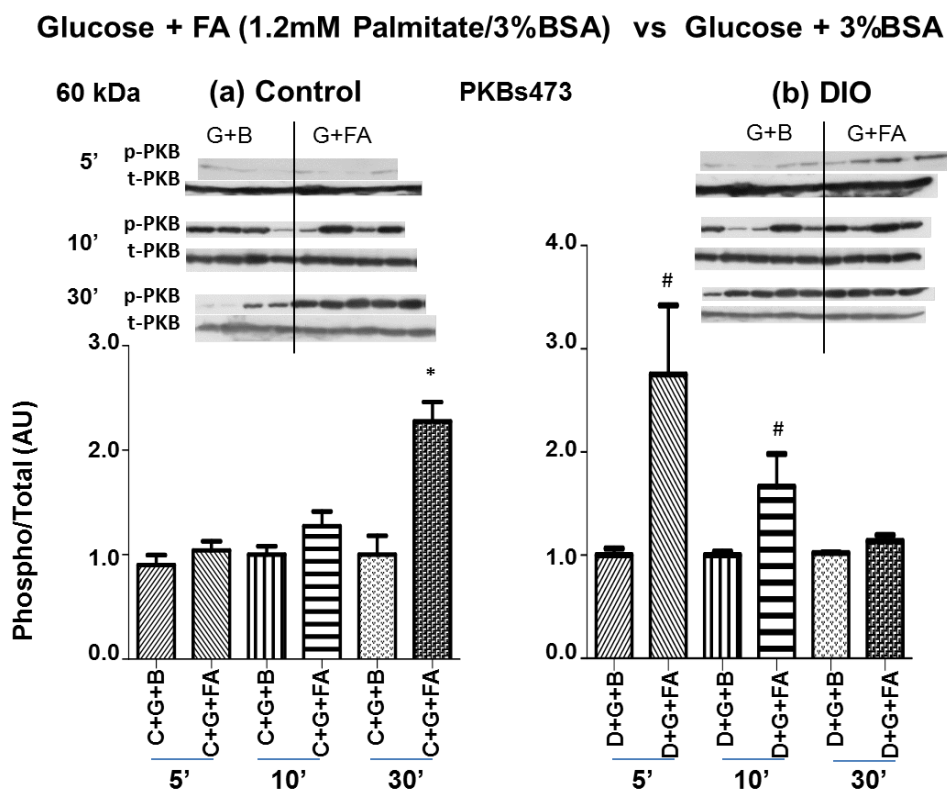 Glucose + FA (1.2mM Palmitate/3%BSA) vs Glucose + 3%BSA
60 kDa (a) Control PKBs473 (b) DIO
G+B G+FA
G+B G+FA
5’ p-PKB
t-PKB
10’ p-PKB
t-PKB
30’ p-PKB
t-PKB
Phospho/Total (AU)
3.0
2.0
1.0
0.0
*
C+G+B C+G+FA C+G+B C+G+FA C+G+B C+G+FA
5’ 10’ 30’
4.0
3.0
2.0
1.0
0.0
#
#
D+G+B D+G+FA D+G+B D+G+FA D+G+B D+G+FA
5’ 10’ 30’